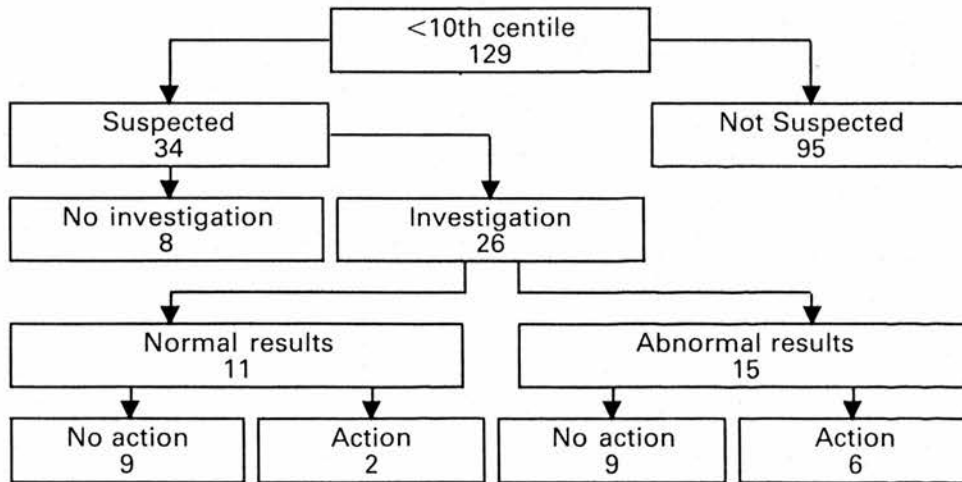 <10th centile
129
Suspected
34
Not Suspected
95
No investigation
8
Investigation
26
Normal results
11
Abnormal results
15
No action
9
Action
2
No action
9
Action
6